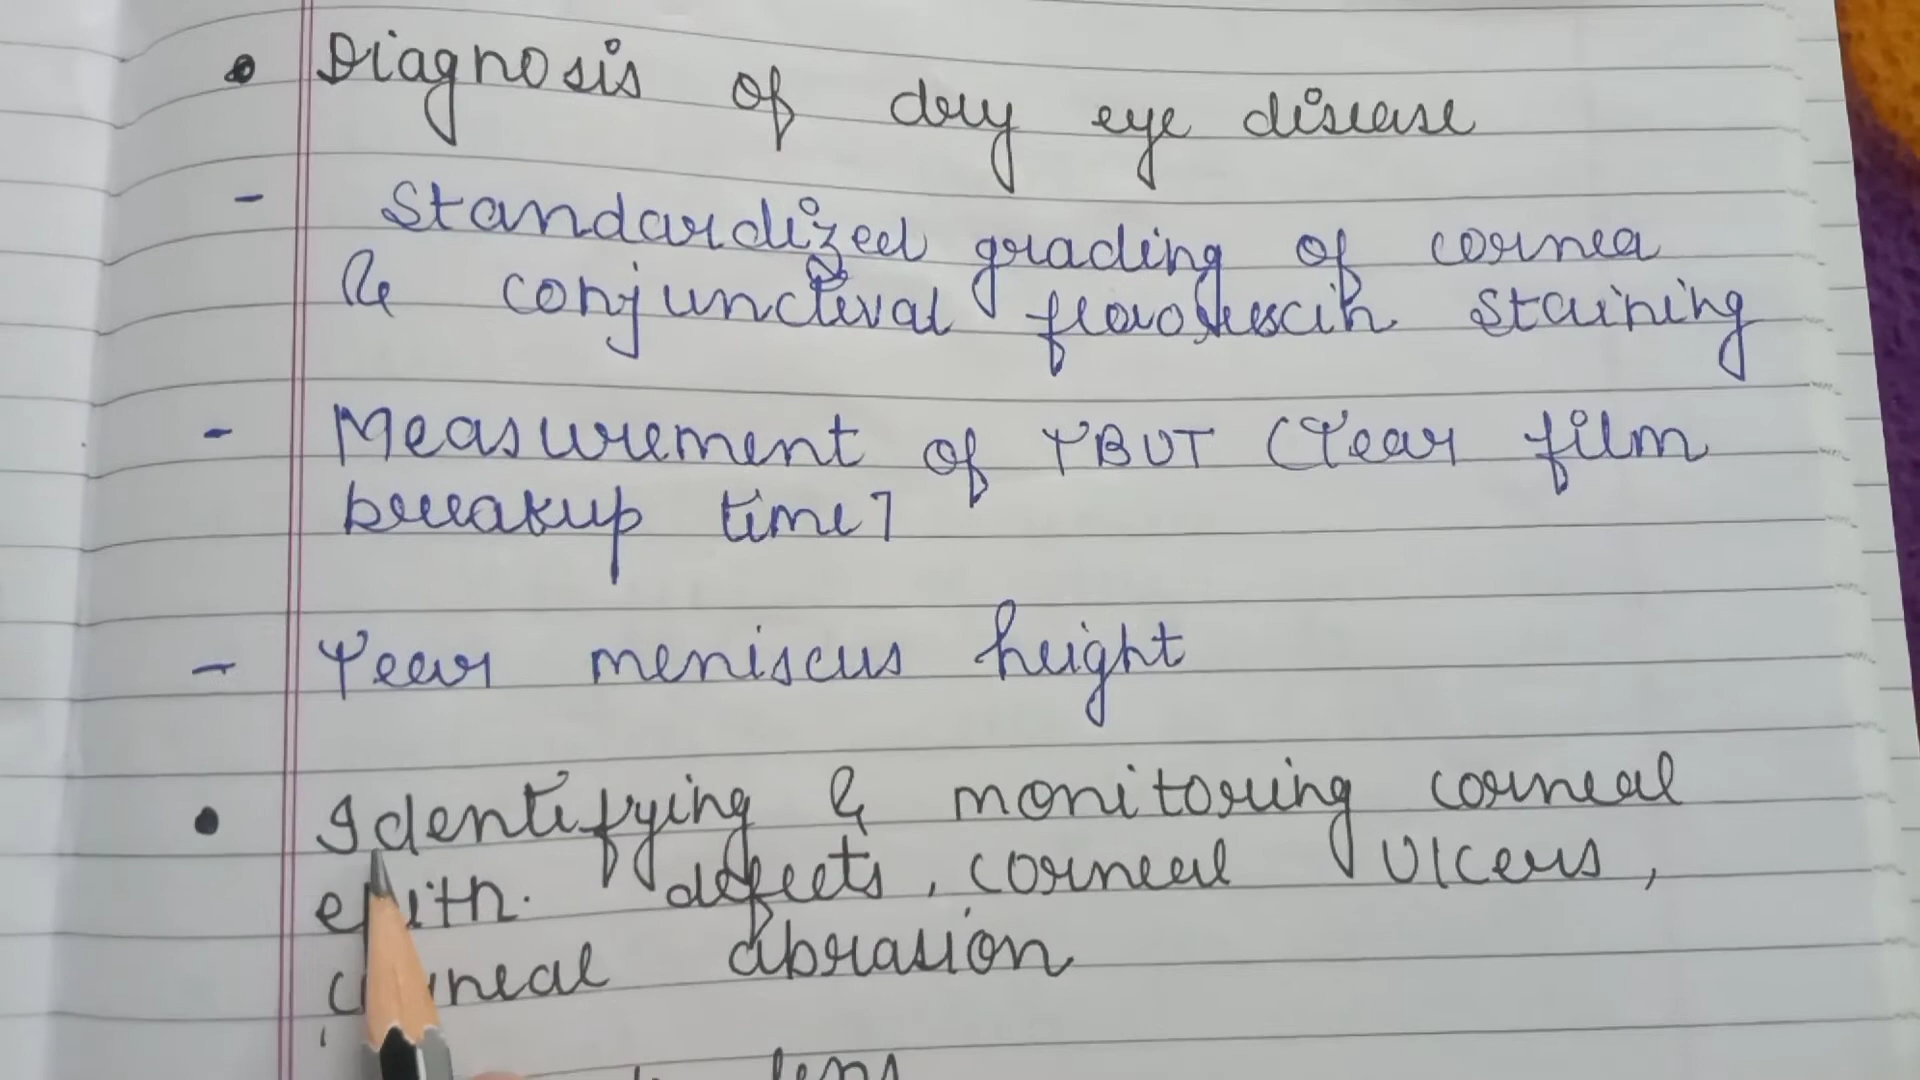 • Diagnosis of dry eye disease
- Standardized grading of cornea
& conjunctival staining
- Measurement of TBUT (Tear film
breakup time]
- Tear meniscus height
• Identifying & monitoring corneal
epith. defects, corneal Ulcers,
corneal abrasion
lens